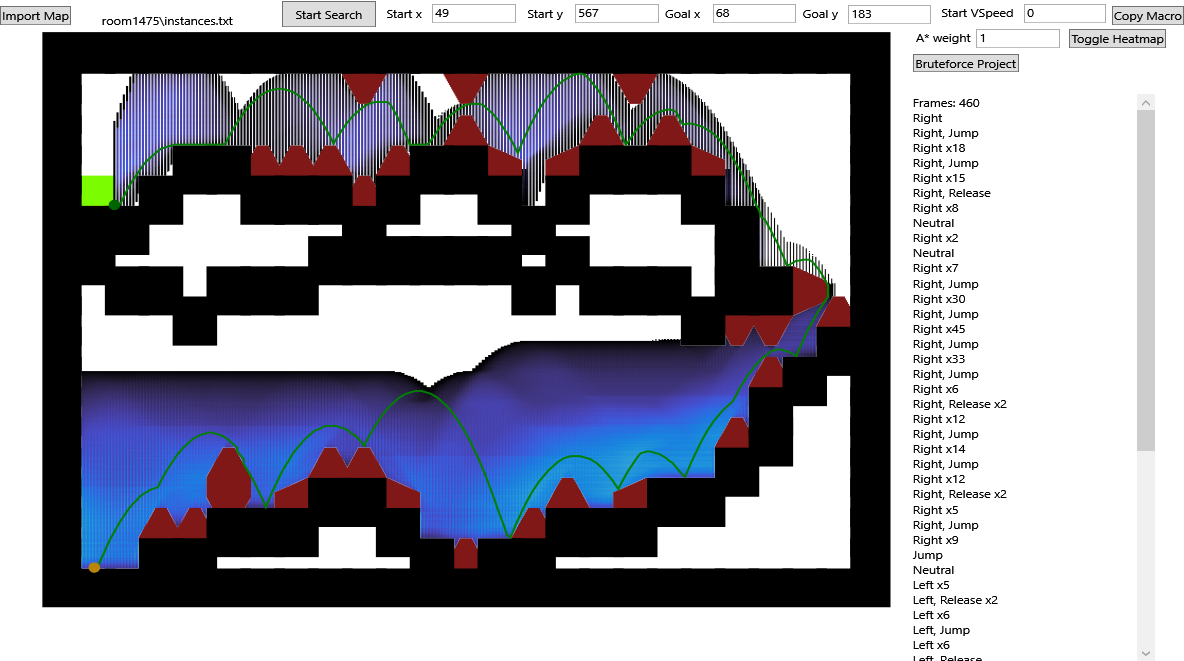 Import Map
room1475\instances.txt
Start Search
Start x 49
Start y 567
Goal x 68
Goal y 183
Start VSpeed 0
Copy Macro
A* weight 1
Toggle Heatmap
Bruteforce Project
Frames: 460
Right
Right, Jump
Right x18
Right, Jump
Right x15
Right, Release
Right x8
Neutral
Right x2
Neutral
Right x7
Right, Jump
Right x30
Right, Jump
Right x45
Right, Jump
Right x33
Right, Jump
Right x6
Right, Release x2
Right x12
Right, Jump
Right x14
Right, Jump
Right x12
Right, Release x2
Right x5
Right, Jump
Right x9
Jump
Neutral
Left x5
Left, Release x2
Left x6
Left, Jump
Left x6
Left, Release